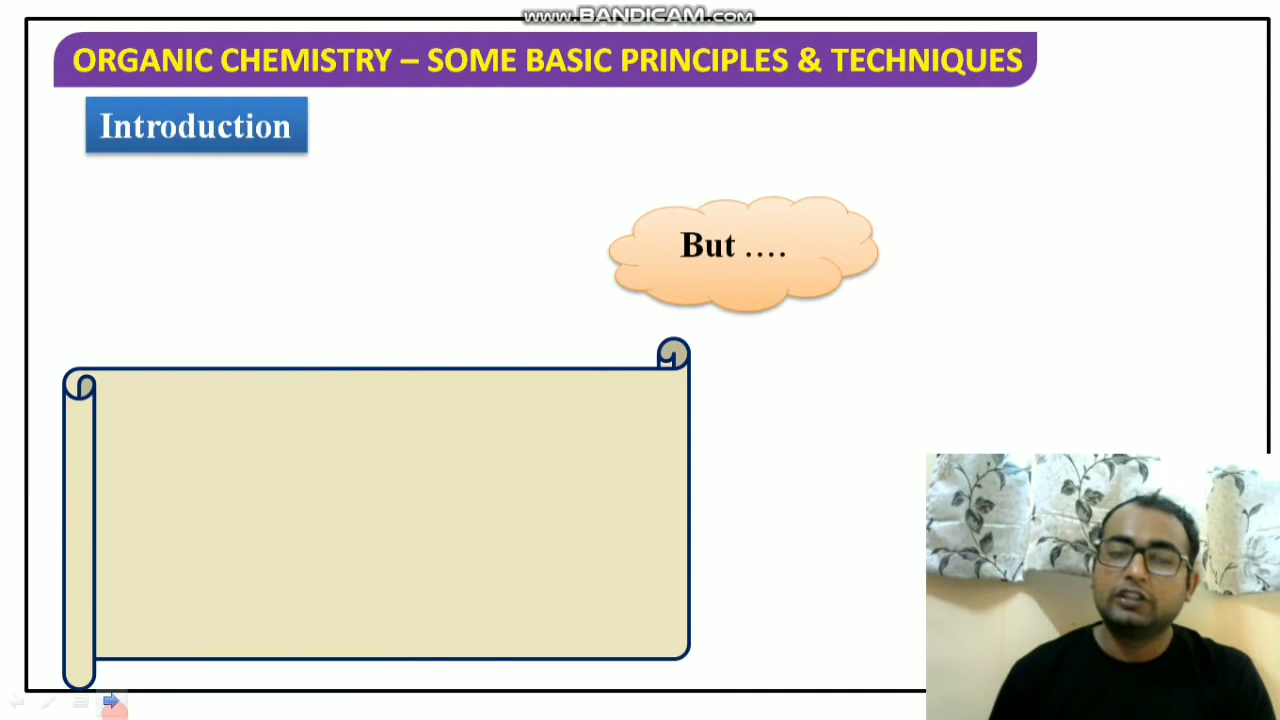 www.BANDICAM.com
ORGANIC CHEMISTRY – SOME BASIC PRINCIPLES & TECHNIQUES
Introduction
But ....